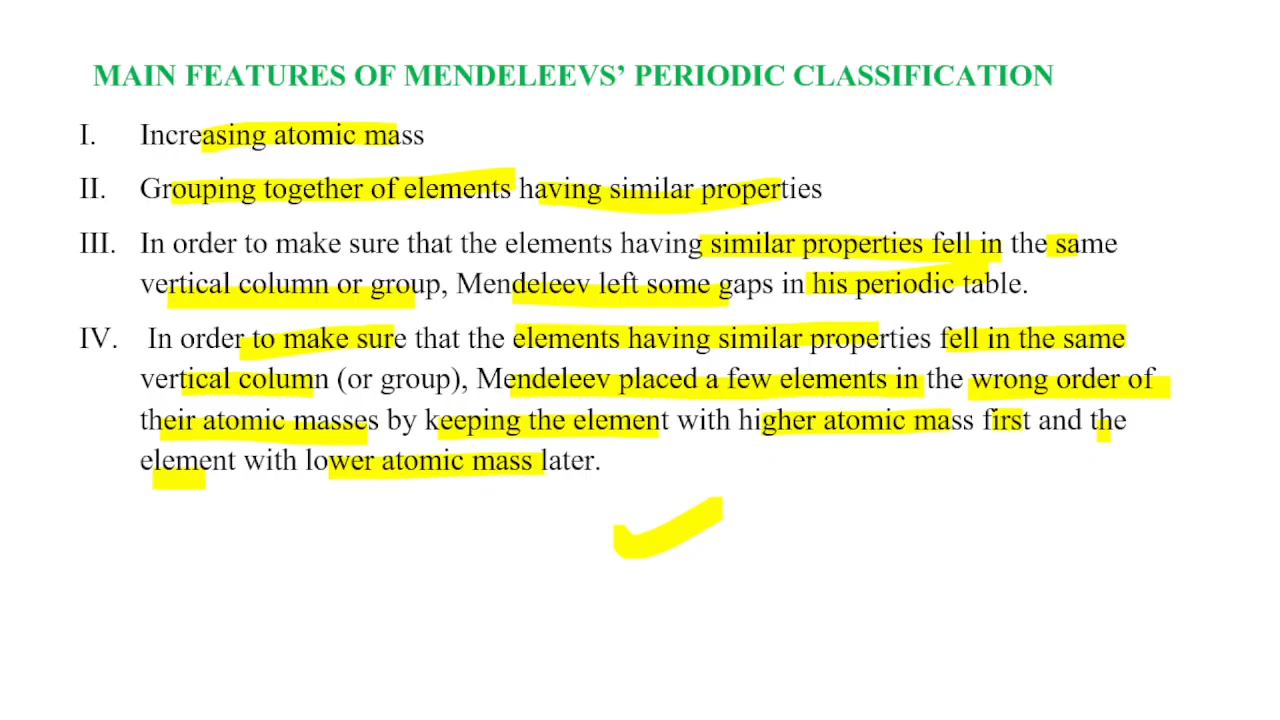 MAIN FEATURES OF MENDELEEVS’ PERIODIC CLASSIFICATION
I. Increasing atomic mass
II. Grouping together of elements having similar properties
III. In order to make sure that the elements having similar properties fell in the same
vertical column or group, Mendeleev left some gaps in his periodic table.
IV. In order to make sure that the elements having similar properties fell in the same
vertical column (or group), Mendeleev placed a few elements in the wrong order of
their atomic masses by keeping the element with higher atomic mass first and the
element with lower atomic mass later.